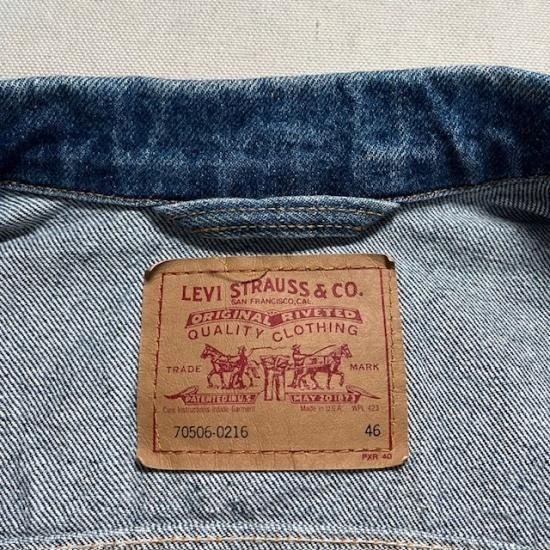 LEVI STRAUSS & CO.
SAN FRANCISCO, CAL.
ORIGINAL RIVETED
QUALITY CLOTHING
TRADE MARK
PATENTED IN U.S. MAY 20 1873
Care Instructions Inside Garment Made in U.S.A. WPL 423
70506-0216 46
PXR 40